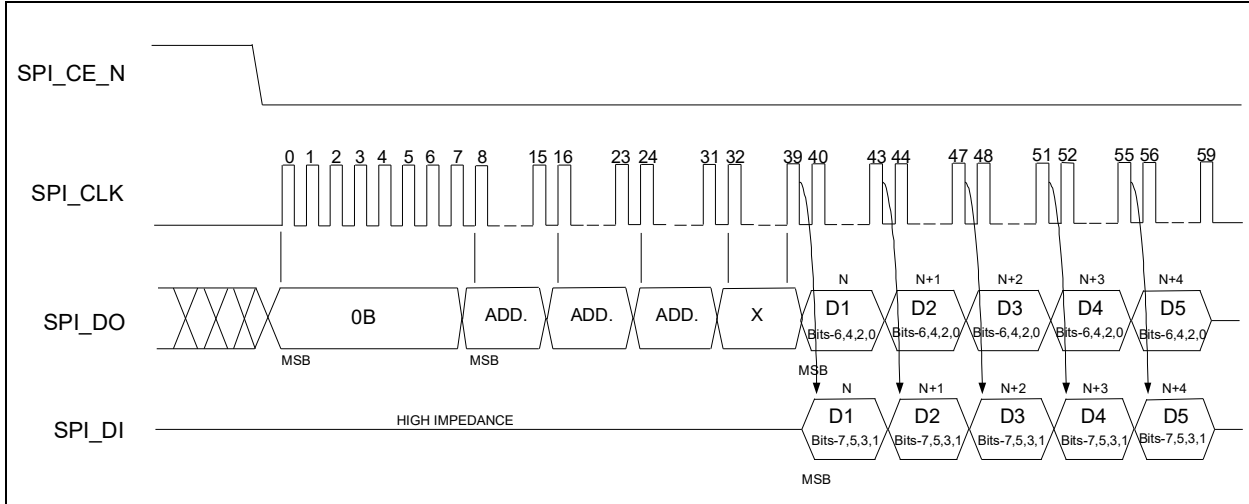 SPI_CE_N
0 1 2 3 4 5 6 7 8 15 16 23 24 31 32 39 40 43 44 47 48 51 52 55 56 59
SPI_CLK
N N+1 N+2 N+3 N+4
SPI_DO
0B ADD. ADD. ADD. X D1 D2 D3 D4 D5
Bits-6,4,2,0 Bits-6,4,2,0 Bits-6,4,2,0 Bits-6,4,2,0 Bits-6,4,2,0
MSB MSB MSB
N N+1 N+2 N+3 N+4
HIGH IMPEDANCE
SPI_DI
D1 D2 D3 D4 D5
Bits-7,5,3,1 Bits-7,5,3,1 Bits-7,5,3,1 Bits-7,5,3,1 Bits-7,5,3,1
MSB